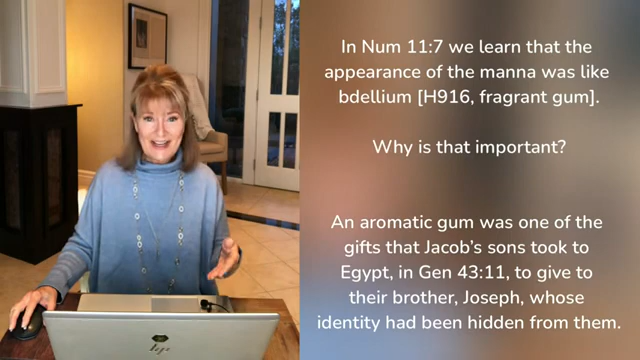 In Num 11:7 we learn that the
appearance of the manna was like
bdellium [H916, fragrant gum].
Why is that important?
An aromatic gum was one of the
gifts that Jacob's sons took to
Egypt, in Gen 43:11, to give to
their brother, Joseph, whose
identity had been hidden from them.
hp